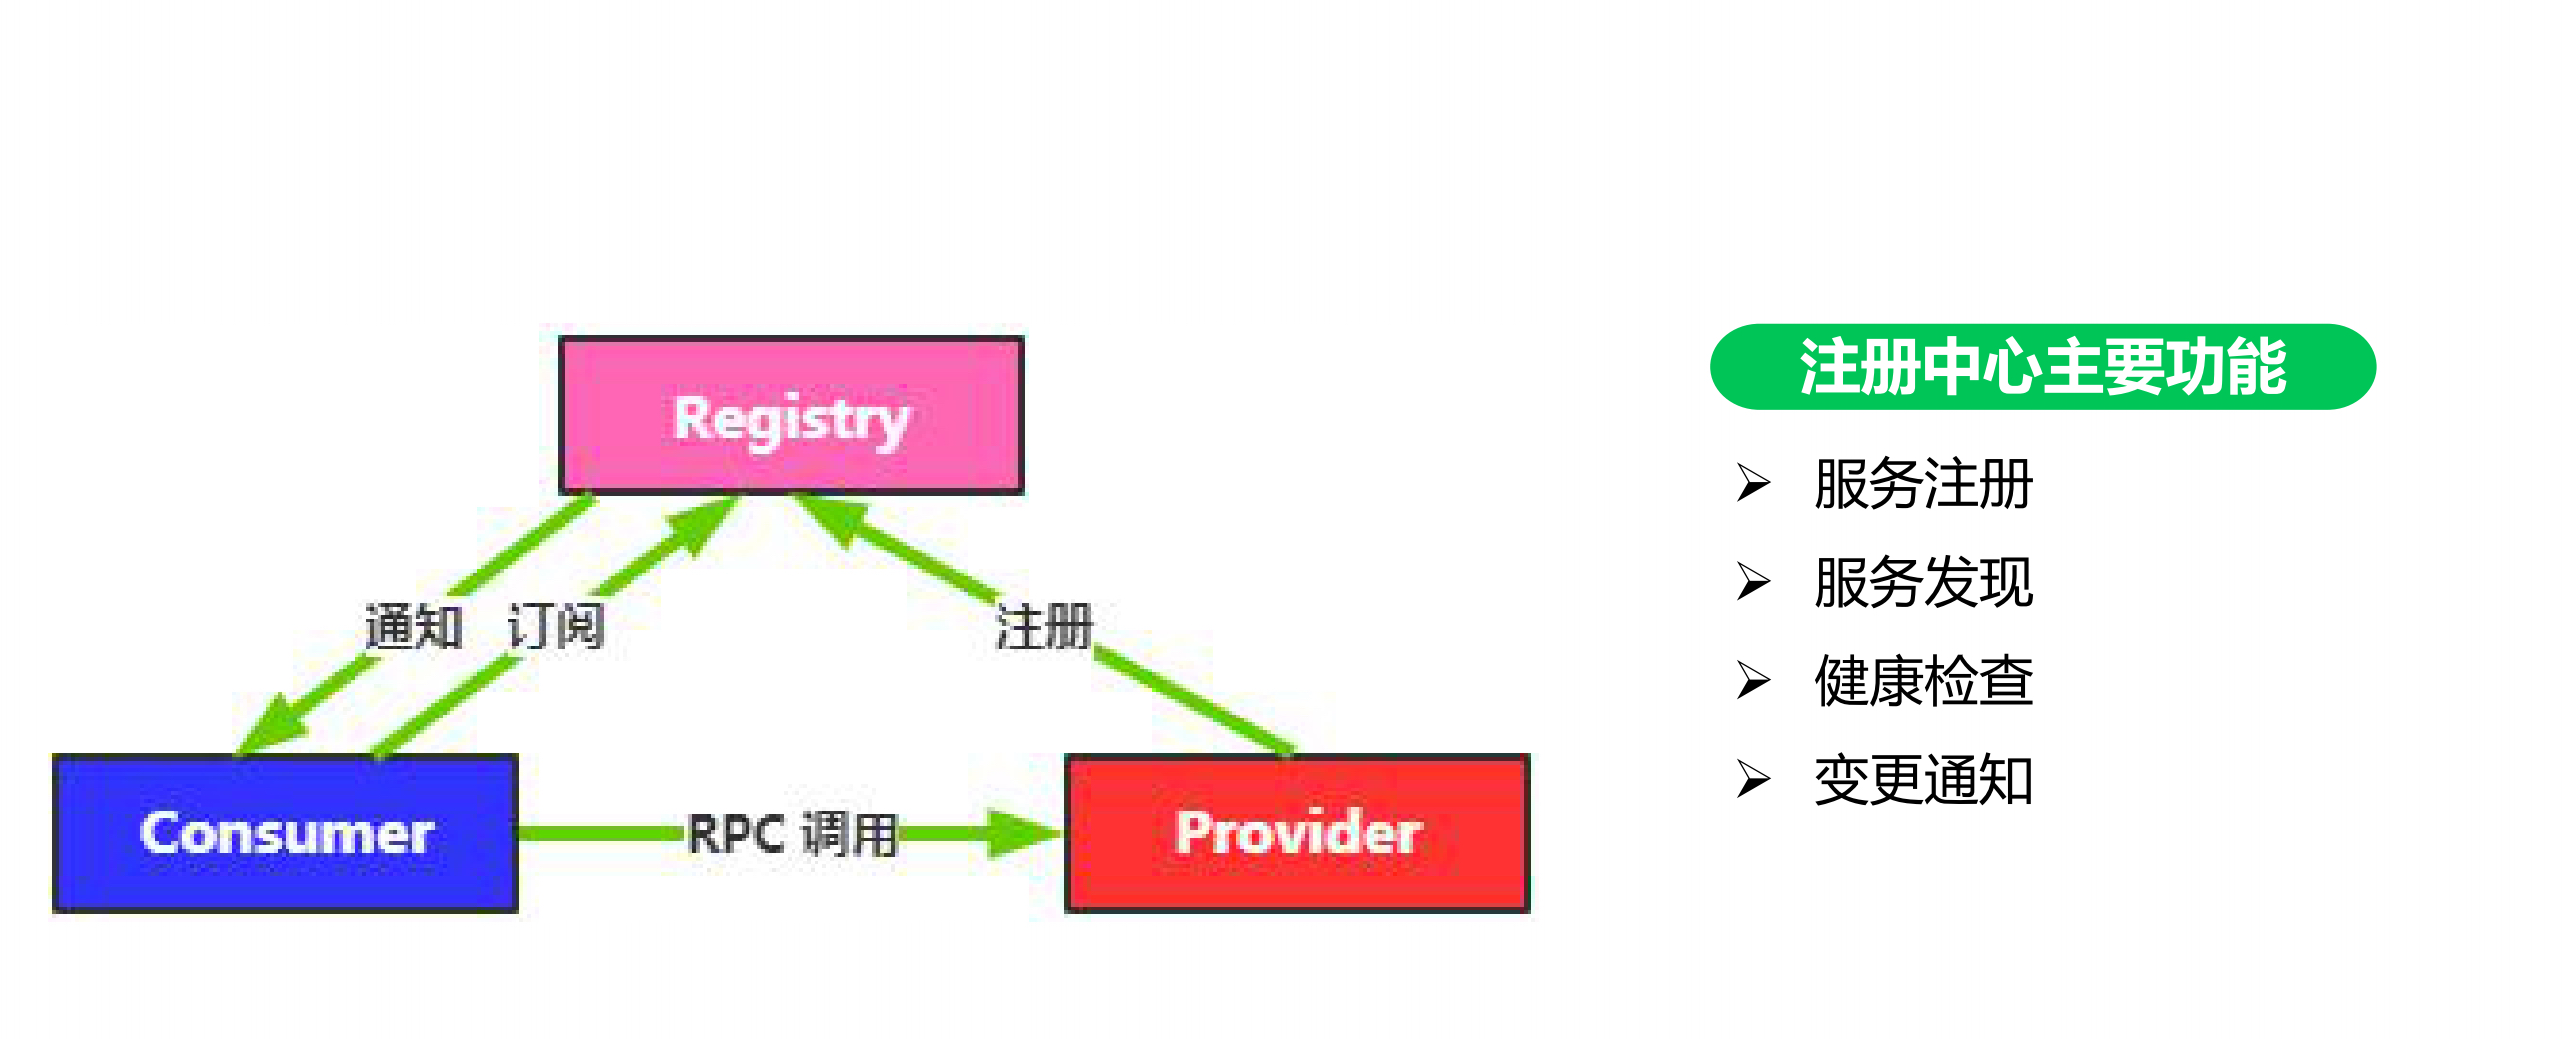 Registry
通知
订阅
注册
Consumer
RPC 调用
Provider
注册中心主要功能
服务注册
服务发现
健康检查
变更通知